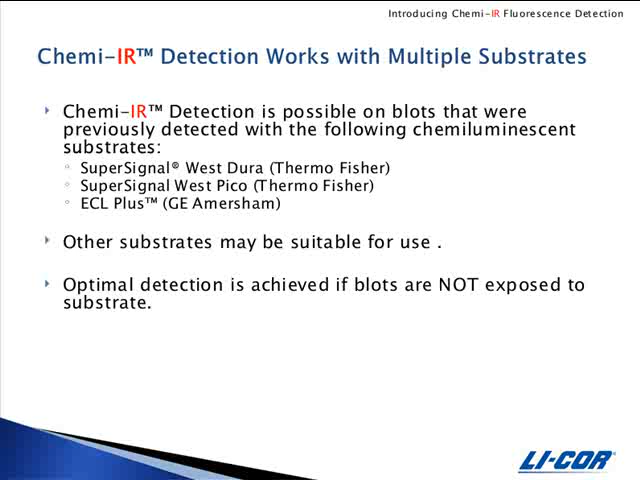 Introducing Chemi-IR Fluorescence Detection
Chemi-IR™ Detection Works with Multiple Substrates
Chemi-IR™ Detection is possible on blots that were
previously detected with the following chemiluminescent
substrates:
SuperSignal® West Dura (Thermo Fisher)
SuperSignal West Pico (Thermo Fisher)
ECL Plus™ (GE Amersham)
Other substrates may be suitable for use .
Optimal detection is achieved if blots are NOT exposed to
substrate.
LI-COR